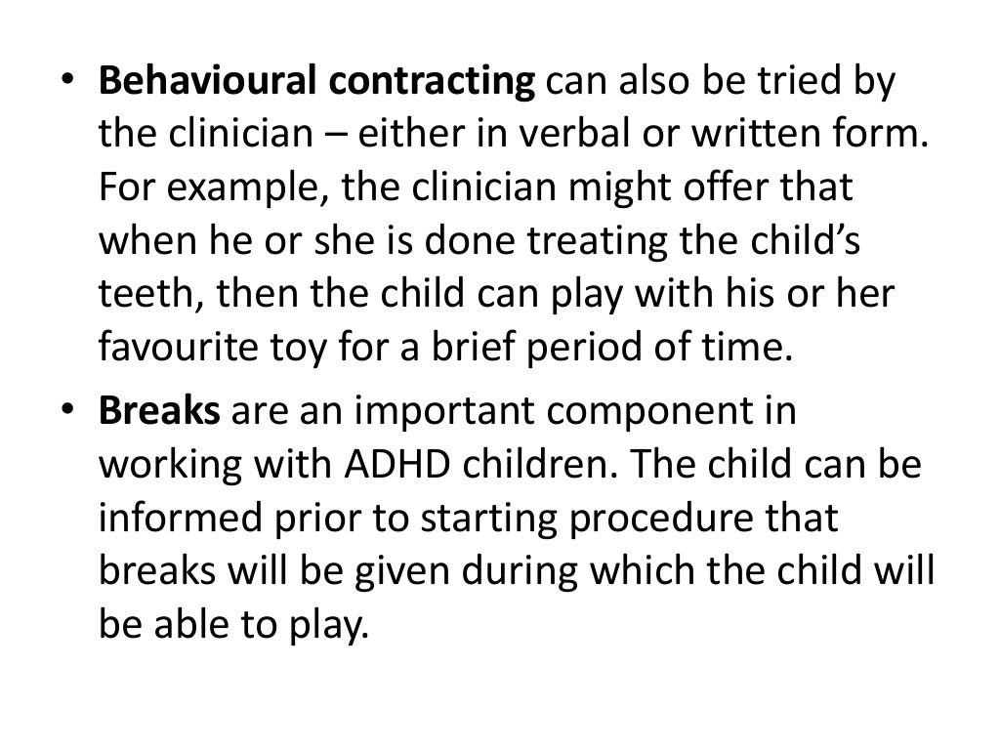 • Behavioural contracting can also be tried by
the clinician – either in verbal or written form.
For example, the clinician might offer that
when he or she is done treating the child’s
teeth, then the child can play with his or her
favourite toy for a brief period of time.
• Breaks are an important component in
working with ADHD children. The child can be
informed prior to starting procedure that
breaks will be given during which the child will
be able to play.